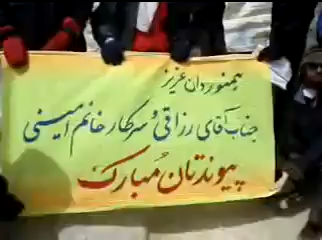 همنوردان عزیز
جناب آقای رزاقی و سرکار خانم امینی
پیوندتان مبارک